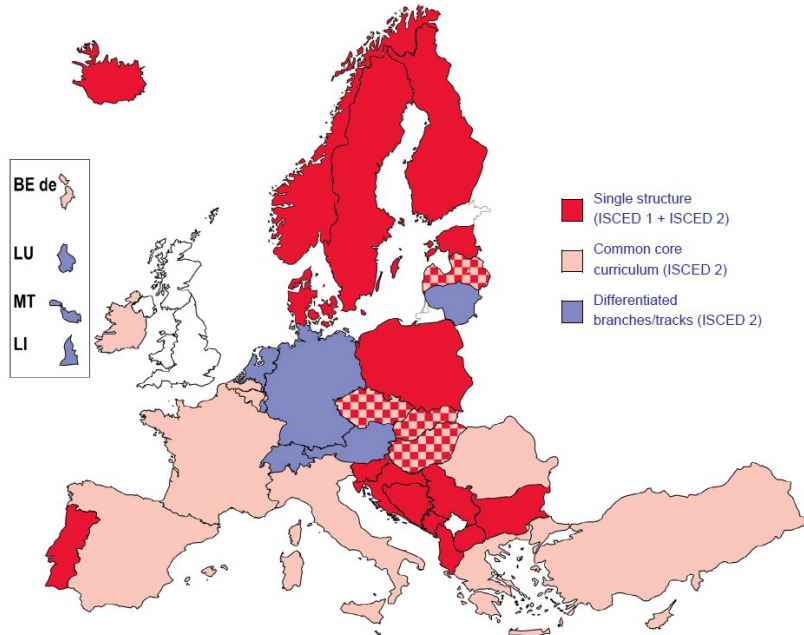 BE de
LU
MT
LI
Single structure
(ISCED 1 + ISCED 2)
Common core
curriculum (ISCED 2)
Differentiated
branches/tracks (ISCED 2)